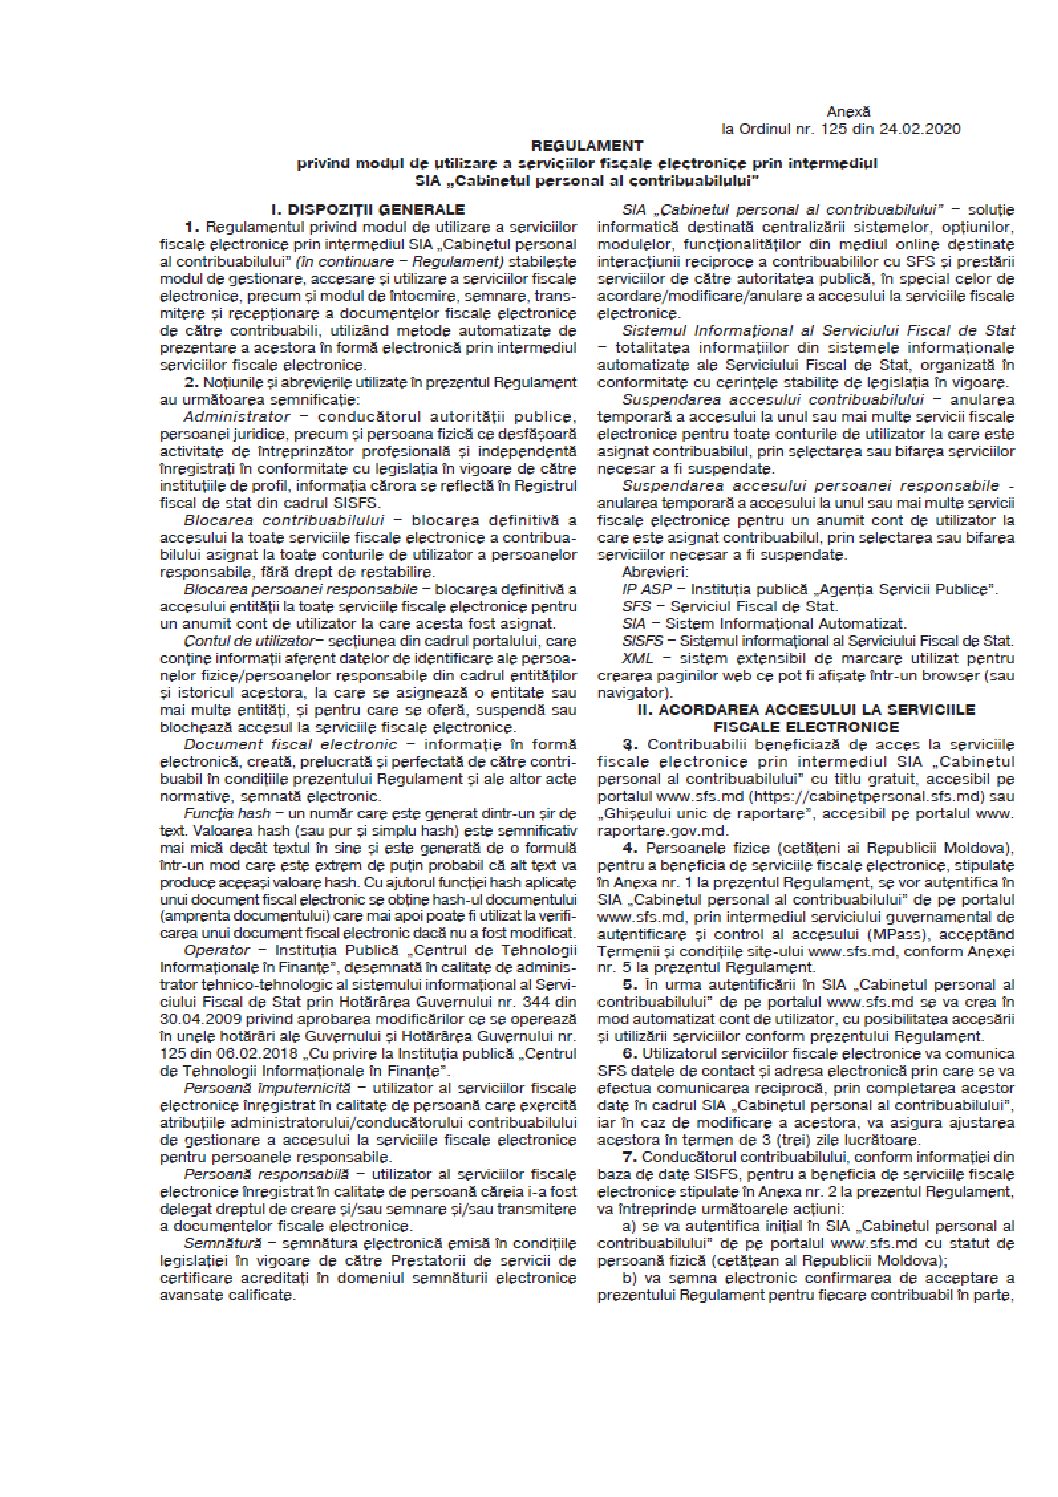 Anexă
la Ordinul nr. 125 din 24.02.2020
REGULAMENT
privind modul de utilizare a serviciilor fiscale electronice prin intermediul
SIA „Cabinetul personal al contribuabilului”
I. DISPOZIȚII GENERALE
1. Regulamentul privind modul de utilizare a serviciilor
fiscale electronice prin intermediul SIA „Cabinetul personal
al contribuabilului” (în continuare – Regulament) stabilește
modul de gestionare, accesare și utilizare a serviciilor fiscale
electronice, precum și modul de întocmire, semnare, trans-
mitere și recepționare a documentelor fiscale electronice
de către contribuabili, utilizând metode automatizate de
prezentare a acestora în formă electronică prin intermediul
serviciilor fiscale electronice.
2. Noțiunile și abrevierile utilizate în prezentul Regulament
au următoarea semnificație:
Administrator – conducătorul autorității publice,
persoanei juridice, precum și persoana fizică ce desfășoară
activitate de întreprinzător profesională și independentă
înregistrați în conformitate cu legislația în vigoare de către
instituțiile de profil, informația cărora se reflectă în Registrul
fiscal de stat din cadrul SISFS.
Blocarea contribuabilului – blocarea definitivă a
accesului la toate serviciile fiscale electronice a contribua-
bilului asignat la toate conturile de utilizator a persoanelor
responsabile, fără drept de restabilire.
Blocarea persoanei responsabile – blocarea definitivă a
accesului entității la toate serviciile fiscale electronice pentru
un anumit cont de utilizator la care acesta fost asignat.
Contul de utilizator– secțiunea din cadrul portalului, care
conține informații aferent datelor de identificare ale persoa-
nelor fizice/persoanelor responsabile din cadrul entităților
și istoricul acestora, la care se asignează o entitate sau
mai multe entități, și pentru care se oferă, suspendă sau
blochează accesul la serviciile fiscale electronice.
Document fiscal electronic – informație în formă
electronică, creată, prelucrată și perfectată de către contri-
buabil în condițiile prezentului Regulament și ale altor acte
normative, semnată electronic.
Funcția hash – un număr care este generat dintr-un șir de
text. Valoarea hash (sau pur și simplu hash) este semnificativ
mai mică decât textul în sine și este generată de o formulă
într-un mod care este extrem de puțin probabil că alt text va
produce aceeași valoare hash. Cu ajutorul funcției hash aplicate
unui document fiscal electronic se obține hash-ul documentului
(amprenta documentului) care mai apoi poate fi utilizat la verifi-
carea unui document fiscal electronic dacă nu a fost modificat.
Operator – Instituția Publică „Centrul de Tehnologii
Informaționale în Finanțe”, desemnată în calitate de adminis-
trator tehnico-tehnologic al sistemului informațional al Servi-
ciului Fiscal de Stat prin Hotărârea Guvernului nr. 344 din
30.04.2009 privind aprobarea modificărilor ce se operează
în unele hotărâri ale Guvernului și Hotărârea Guvernului nr.
125 din 06.02.2018 „Cu privire la Instituția publică „Centrul
de Tehnologii Informaționale în Finanțe”.
Persoană împuternicită – utilizator al serviciilor fiscale
electronice înregistrat în calitate de persoană care exercită
atribuțiile administratorului/conducătorului contribuabilului
de gestionare a accesului la serviciile fiscale electronice
pentru persoanele responsabile.
Persoană responsabilă – utilizator al serviciilor fiscale
electronice înregistrat în calitate de persoană căreia i-a fost
delegat dreptul de creare și/sau semnare și/sau transmitere
a documentelor fiscale electronice.
Semnătură – semnătura electronică emisă în condițiile
legislației în vigoare de către Prestatorii de servicii de
certificare acreditați în domeniul semnăturii electronice
avansate calificate.
SIA „Cabinetul personal al contribuabilului” – soluție
informatică destinată centralizării sistemelor, opțiunilor,
modulelor, funcționalităților din mediul online destinate
interacțiunii reciproce a contribuabililor cu SFS și prestării
serviciilor de către autoritatea publică, în special celor de
acordare/modificare/anulare a accesului la serviciile fiscale
electronice.
Sistemul Informațional al Serviciului Fiscal de Stat
– totalitatea informațiilor din sistemele informaționale
automatizate ale Serviciului Fiscal de Stat, organizată în
conformitate cu cerințele stabilite de legislația în vigoare.
Suspendarea accesului contribuabilului – anularea
temporară a accesului la unul sau mai multe servicii fiscale
electronice pentru toate conturile de utilizator la care este
asignat contribuabilul, prin selectarea sau bifarea serviciilor
necesar a fi suspendate.
Suspendarea accesului persoanei responsabile -
anularea temporară a accesului la unul sau mai multe servicii
fiscale electronice pentru un anumit cont de utilizator la
care este asignat contribuabilul, prin selectarea sau bifarea
serviciilor necesar a fi suspendate.
Abrevieri:
IP ASP – Instituția publică „Agenția Servicii Publice”.
SFS – Serviciul Fiscal de Stat.
SIA – Sistem Informațional Automatizat.
SISFS – Sistemul informațional al Serviciului Fiscal de Stat.
XML – sistem extensibil de marcare utilizat pentru
crearea paginilor web ce pot fi afișate într-un browser (sau
navigator).
II. ACORDAREA ACCESULUI LA SERVICIILE
FISCALE ELECTRONICE
3. Contribuabilii beneficiază de acces la serviciile
fiscale electronice prin intermediul SIA „Cabinetul
personal al contribuabilului” cu titlu gratuit, accesibil pe
portalul www.sfs.md (https://cabinetpersonal.sfs.md) sau
„Ghișeului unic de raportare”, accesibil pe portalul www.
raportare.gov.md.
4. Persoanele fizice (cetățeni ai Republicii Moldova),
pentru a beneficia de serviciile fiscale electronice, stipulate
în Anexa nr. 1 la prezentul Regulament, se vor autentifica în
SIA „Cabinetul personal al contribuabilului” de pe portalul
www.sfs.md, prin intermediul serviciului guvernamental de
autentificare și control al accesului (MPass), acceptând
Termenii și condițiile site-ului www.sfs.md, conform Anexei
nr. 5 la prezentul Regulament.
5. În urma autentificării în SIA „Cabinetul personal al
contribuabilului” de pe portalul www.sfs.md se va crea în
mod automatizat cont de utilizator, cu posibilitatea accesării
și utilizării serviciilor conform prezentului Regulament.
6. Utilizatorul serviciilor fiscale electronice va comunica
SFS datele de contact și adresa electronică prin care se va
efectua comunicarea reciprocă, prin completarea acestor
date în cadrul SIA „Cabinetul personal al contribuabilului”,
iar în caz de modificare a acestora, va asigura ajustarea
acestora în termen de 3 (trei) zile lucrătoare.
7. Conducătorul contribuabilului, conform informației din
baza de date SISFS, pentru a beneficia de serviciile fiscale
electronice stipulate în Anexa nr. 2 la prezentul Regulament,
va întreprinde următoarele acțiuni:
a) se va autentifica inițial în SIA „Cabinetul personal al
contribuabilului” de pe portalul www.sfs.md cu statut de
persoană fizică (cetățean al Republicii Moldova);
b) va semna electronic confirmarea de acceptare a
prezentului Regulament pentru fiecare contribuabil în parte,